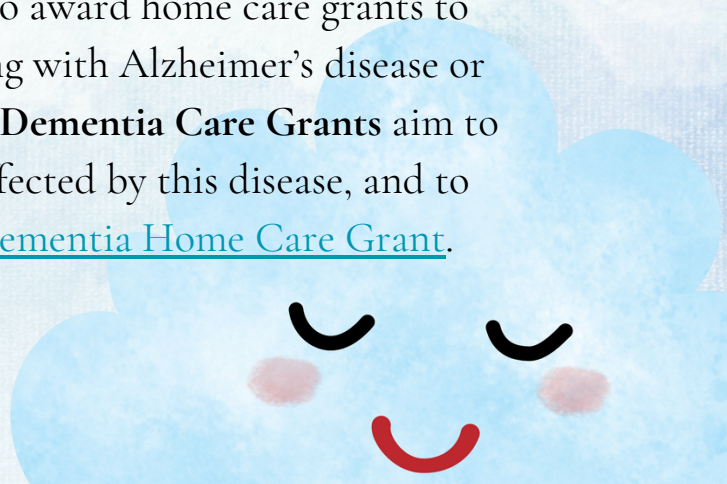 o award home care grants to
g with Alzheimer’s disease or
Dementia Care Grants aim to
fected by this disease, and to
ementia Home Care Grant.